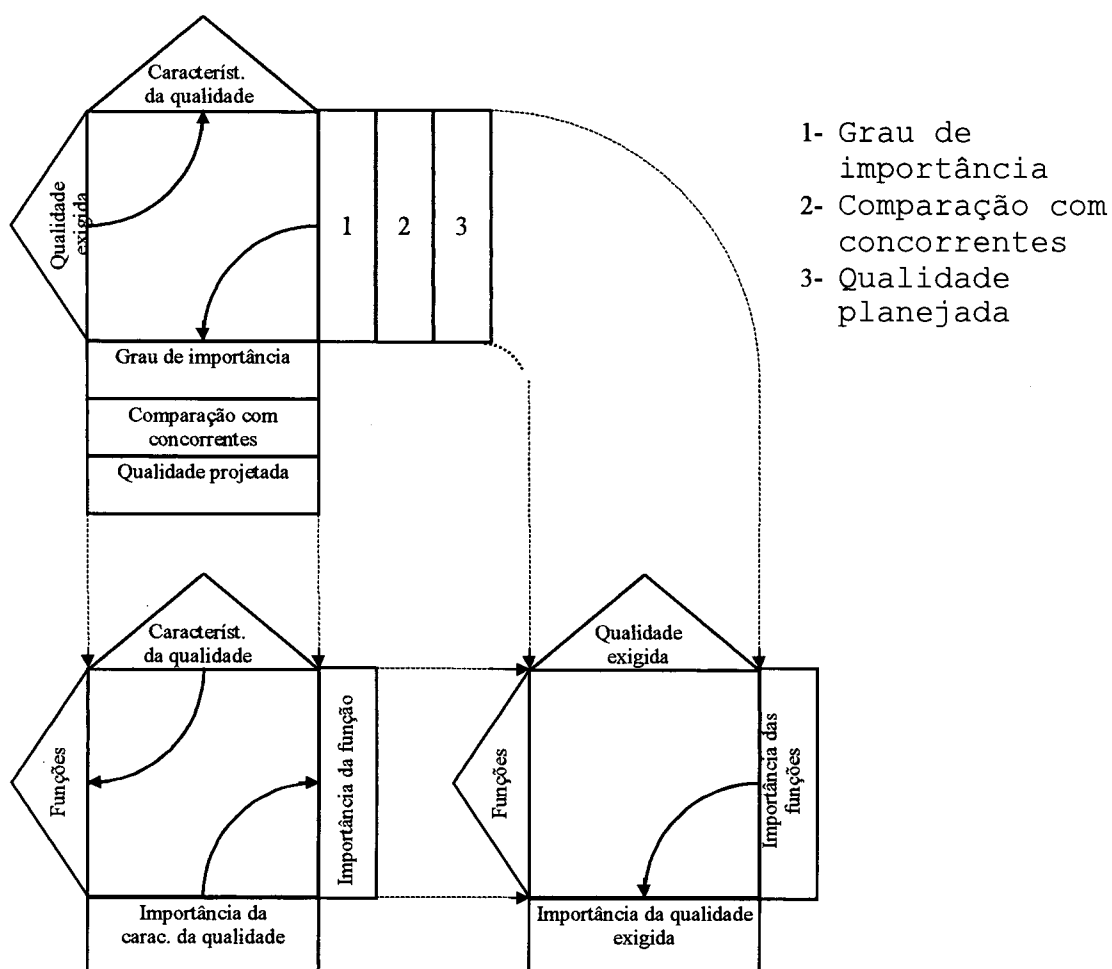 Característ.
da qualidade
Qualidade
exigida
1
2
3
1- Grau de
importância
2- Comparação com
concorrentes
3- Qualidade
planejada
Grau de importância
Comparação com
concorrentes
Qualidade projetada
Característ.
da qualidade
Funções
Importância da função
Importância da
carac. da qualidade
Qualidade
exigida
Funções
Importância das
funções
Importância da qualidade
exigida